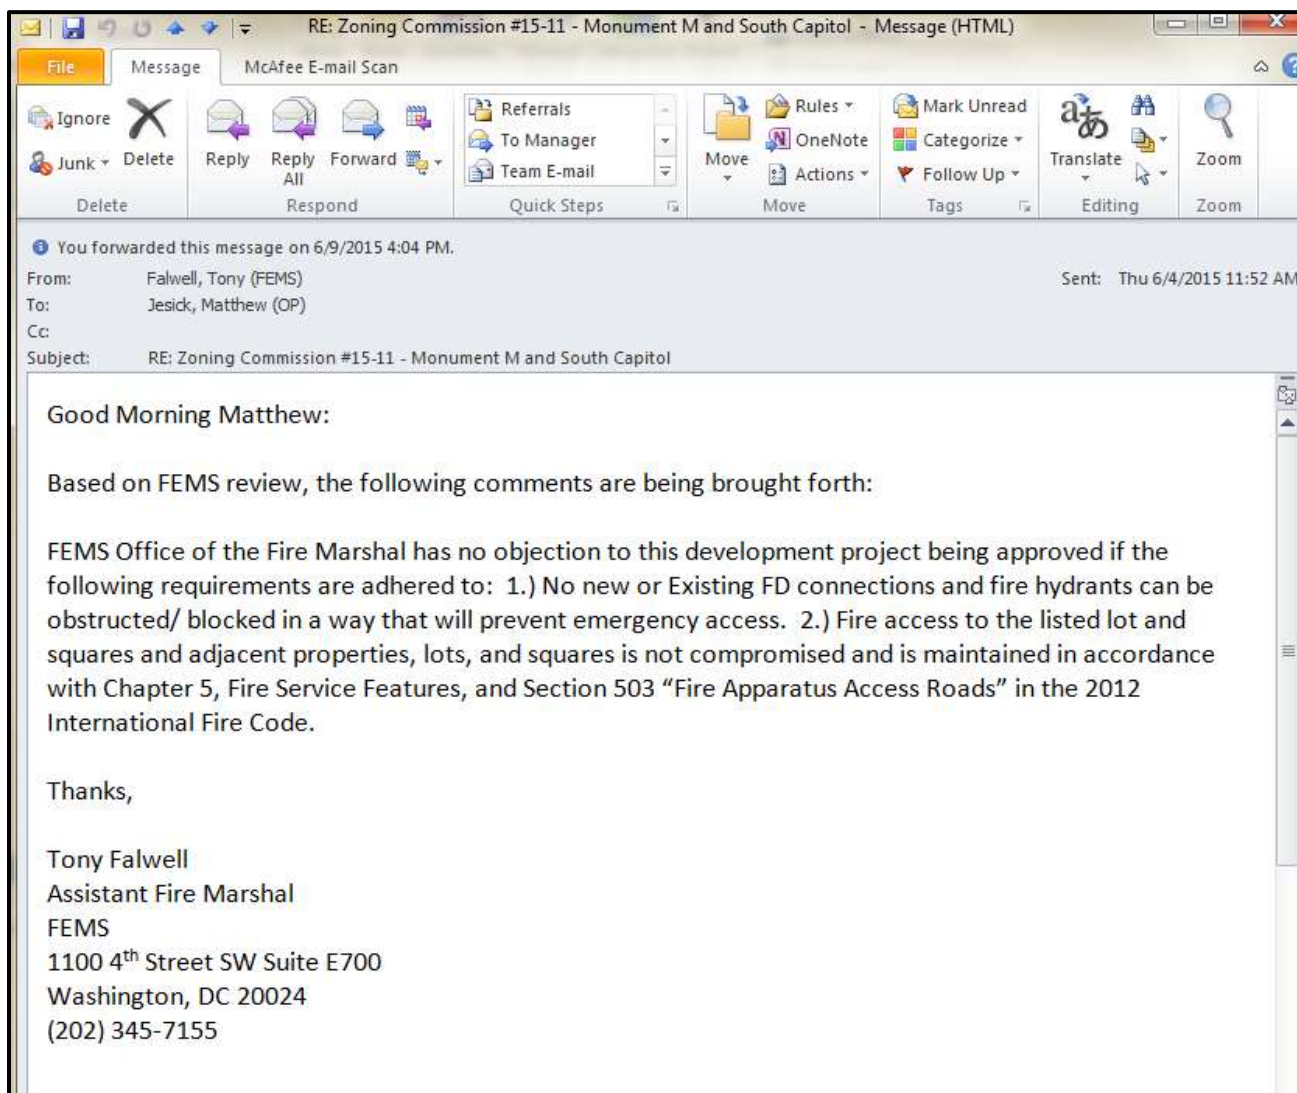 RE: Zoning Commission #15-11 - Monument M and South Capitol - Message (HTML)
File Message McAfee E-mail Scan
Ignore
Junk
Delete
Reply
Reply All
Forward
Referrals
To Manager
Team E-mail
Move
Rules
OneNote
Actions
Mark Unread
Categorize
Follow Up
Translate
Zoom
Delete Respond Quick Steps Move Tags Editing Zoom
You forwarded this message on 6/9/2015 4:04 PM.
From: Falwell, Tony (FEMS) Sent: Thu 6/4/2015 11:52 AM
To: Jesick, Matthew (OP)
Cc:
Subject: RE: Zoning Commission #15-11 - Monument M and South Capitol
Good Morning Matthew:
Based on FEMS review, the following comments are being brought forth:
FEMS Office of the Fire Marshal has no objection to this development project being approved if the
following requirements are adhered to:  1.) No new or Existing FD connections and fire hydrants can be
obstructed/ blocked in a way that will prevent emergency access.  2.) Fire access to the listed lot and
squares and adjacent properties, lots, and squares is not compromised and is maintained in accordance
with Chapter 5, Fire Service Features, and Section 503 “Fire Apparatus Access Roads” in the 2012
International Fire Code.
Thanks,
Tony Falwell
Assistant Fire Marshal
FEMS
1100 4th Street SW Suite E700
Washington, DC 20024
(202) 345-7155